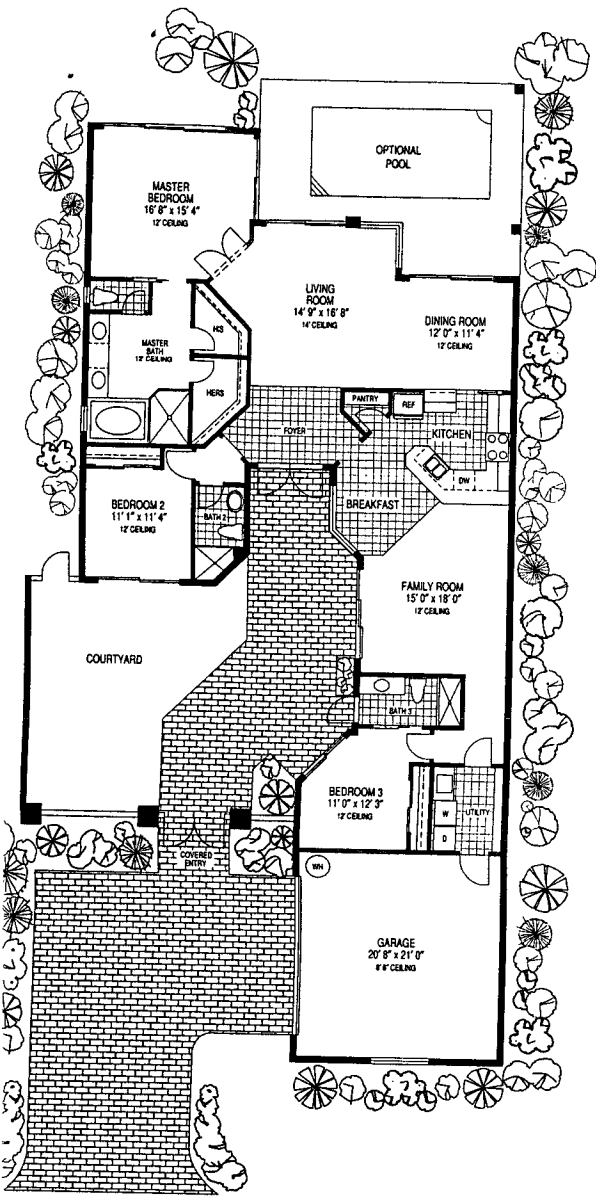 OPTIONAL
POOL
MASTER
BEDROOM
16' 8" x 15' 4"
12' CEILING
LIVING
ROOM
14' 9" x 16' 8"
14' CEILING
DINING ROOM
12' 0" x 11' 4"
12' CEILING
MASTER
BATH
12' CEILING
HIS
HERS
PANTRY
REF
KITCHEN
FOYER
DW
BREAKFAST
BEDROOM 2
11' 1" x 11' 4"
12' CEILING
BATH 2
FAMILY ROOM
15' 0" x 18' 0"
12' CEILING
COURTYARD
BATH 3
BEDROOM 3
11' 0" x 12' 3"
12' CEILING
W
UTILITY
D
COVERED
ENTRY
WH
GARAGE
20' 8" x 21' 0"
8' 8" CEILING